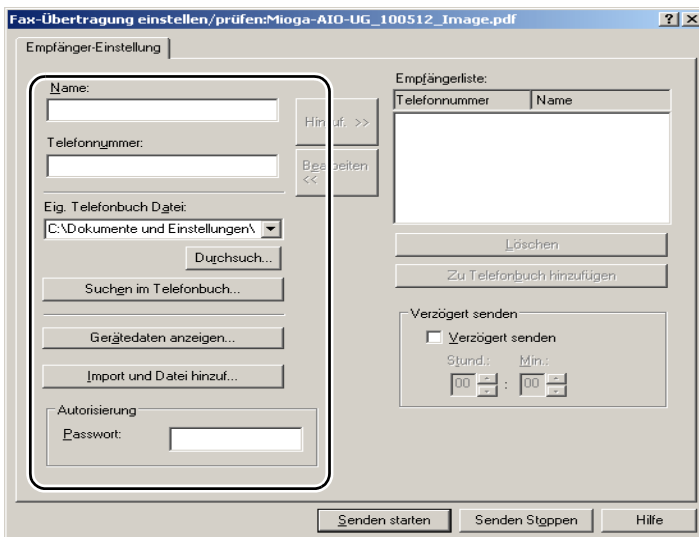 Fax-Übertragung einstellen/prüfen:Mioga-AIO-UG_100512_Image.pdf
Empfänger-Einstellung
Name:
Telefonnummer:
Hinzuf. >>
Bearbeiten
<<
Eig. Telefonbuch Datei:
C:\Dokumente und Einstellungen\
Durchsuch...
Suchen im Telefonbuch...
Gerätedaten anzeigen...
Import und Datei hinzuf...
Autorisierung
Passwort:
Empfängerliste:
Telefonnummer Name
Löschen
Zu Telefonbuch hinzufügen
Verzögert senden
Verzögert senden
Stund.: Min.:
00 : 00
Senden starten Senden Stoppen Hilfe